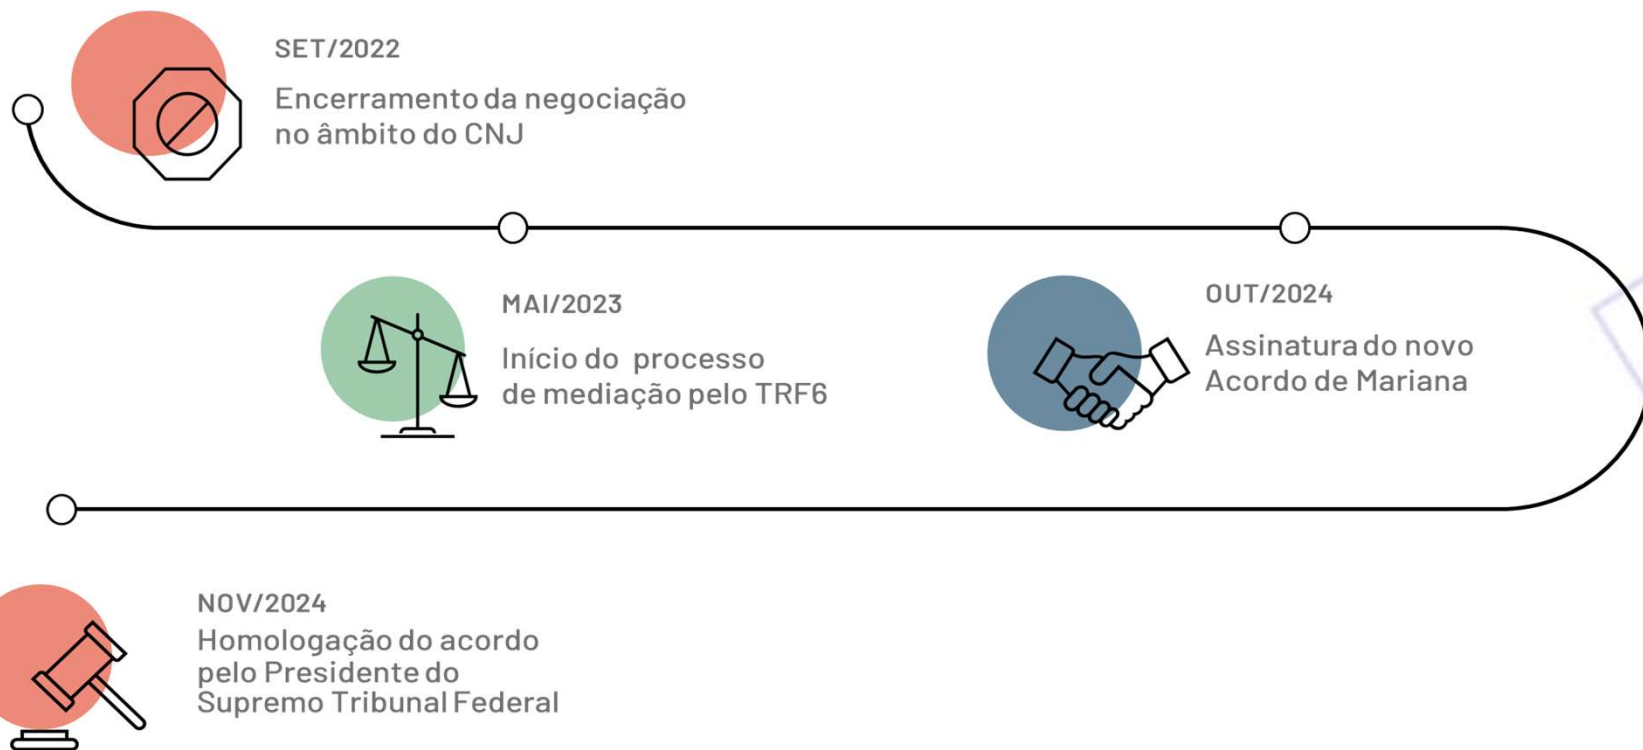 SET/2022
Encerramento da negociação
no âmbito do CNJ
MAI/2023
Início do processo
de mediação pelo TRF6
OUT/2024
Assinatura do novo
Acordo de Mariana
NOV/2024
Homologação do acordo
pelo Presidente do
Supremo Tribunal Federal